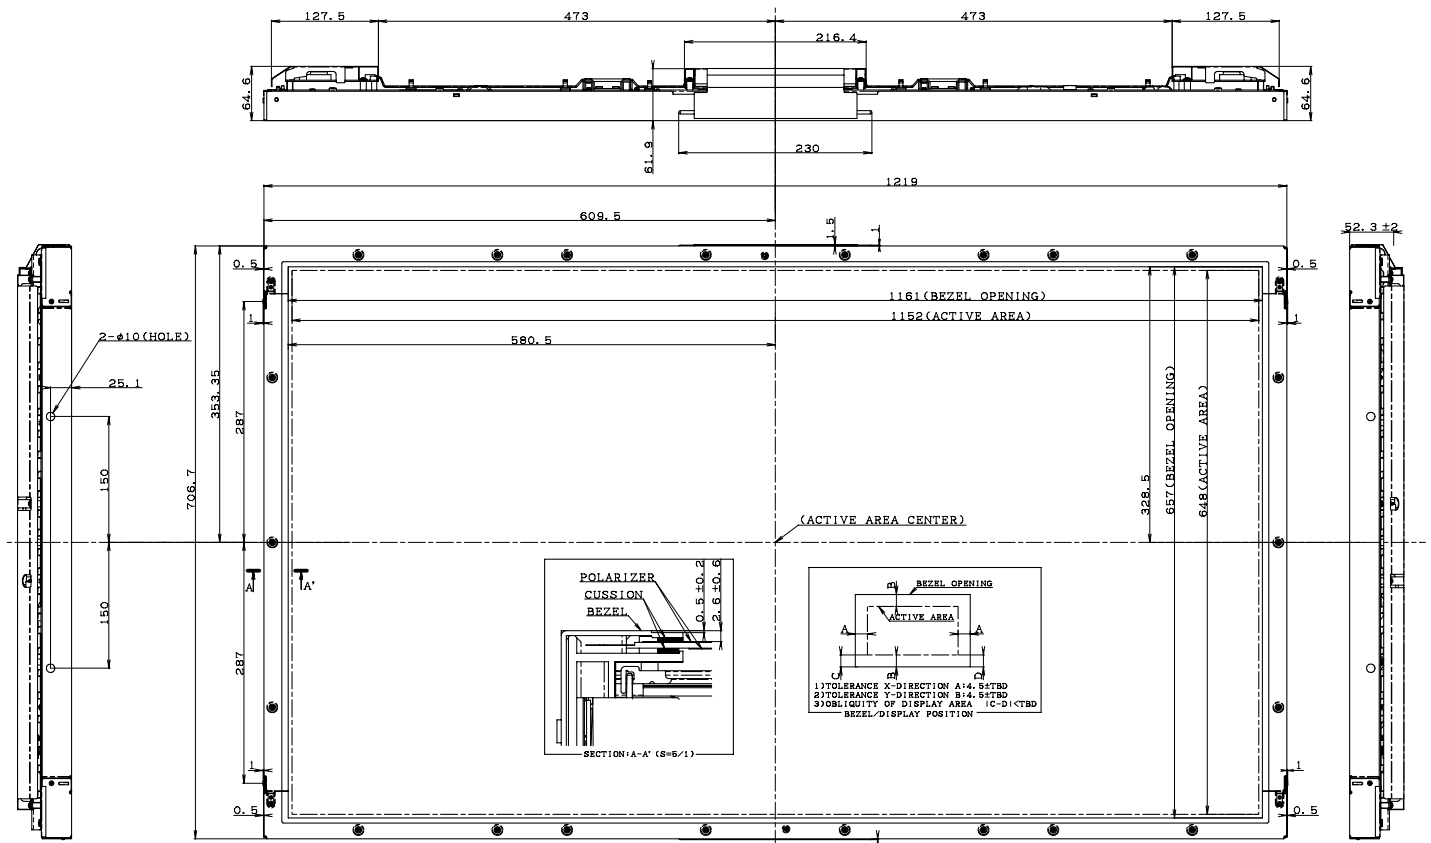 127.5
473
473
127.5
216.4
64.6
64.6
61.9
230
1219
609.5
1.5
1
52.3 ±2
0.5
0.5
1161(BEZEL OPENING)
1
1152(ACTIVE AREA)
1
2-ø10(HOLE)
580.5
25.1
353.35
287
657(BEZEL OPENING)
648(ACTIVE AREA)
150
706.7
328.5
(ACTIVE AREA CENTER)
A
A'
POLARIZER
CUSSION
BEZEL
0.5 ±0.2
2.6 ±0.6
SECTION:A-A' (S=5/1)
B
BEZEL OPENING
ACTIVE AREA
A
A
C
B
D
1)TOLERANCE X-DIRECTION A:4.5±TBD
2)TOLERANCE Y-DIRECTION B:4.5±TBD
3)OBLIQUITY OF DISPLAY AREA |C-D|<TBD
BEZEL/DISPLAY POSITION
150
287
1
1
0.5
0.5